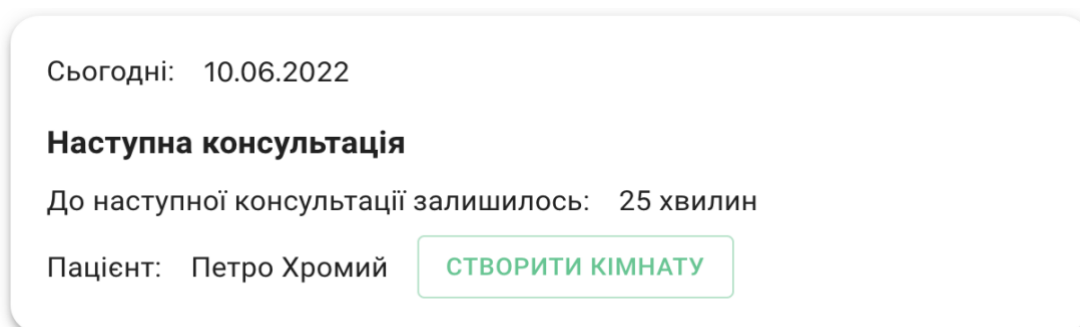 Сьогодні: 10.06.2022
Наступна консультація
До наступної консультації залишилось: 25 хвилин
Пацієнт: Петро Хромий СТВОРИТИ КІМНАТУ